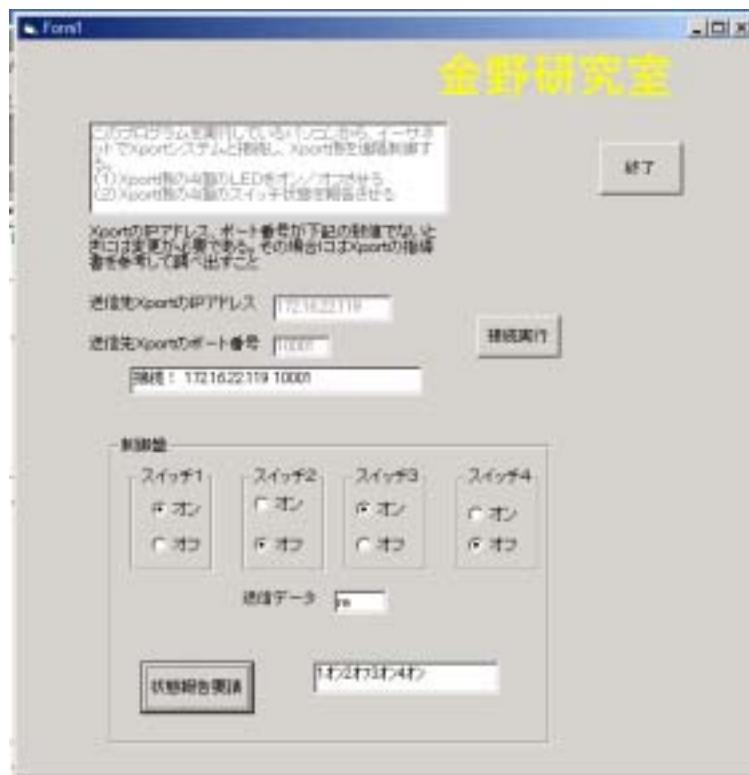 Form1
金野研究室
このプログラムを実行しているパソコンから、イーサネ
ットでXportシステムと接続し、Xport側を遠隔制御す
る。
(1)Xport側の4個のLEDをオン/オフさせる
(2)Xport側の4個のスイッチ状態を報告させる
終了
XportのIPアドレス、ポート番号が下記の数値でないと
きには変更が必要である。その場合にはXportの指導
書を参考して調べ出すこと
送信先XportのIPアドレス 172.16.22.119
送信先Xportのポート番号 10001
接続実行
接続! 172.16.22.119 10001
制御盤
スイッチ1 スイッチ2 スイッチ3 スイッチ4
オン オン オン オン
オフ オフ オフ オフ
送信データ
状態報告要請 1オン2オフ3オン4オン